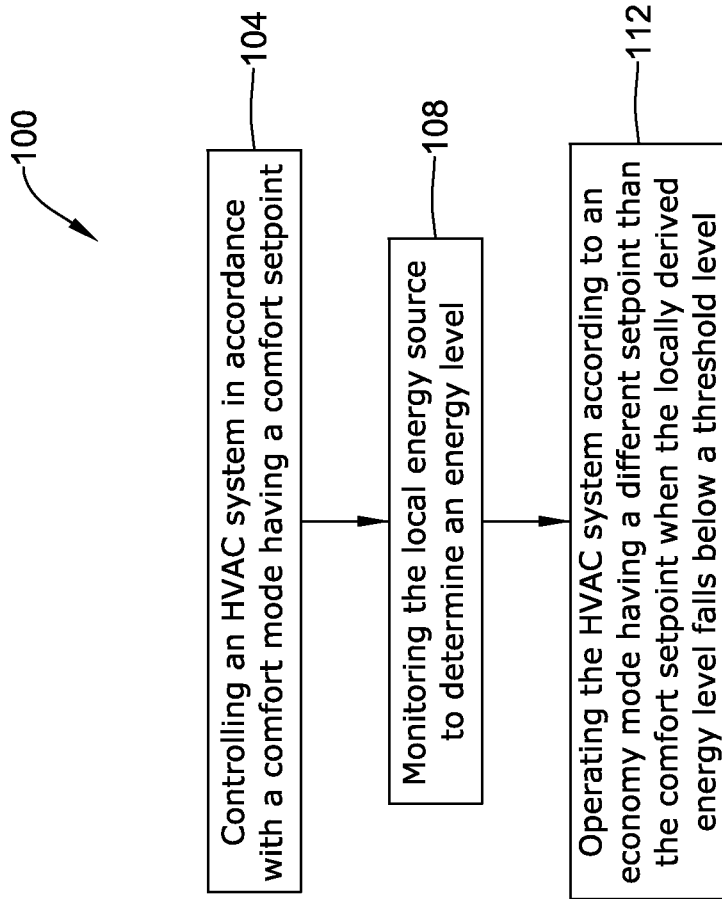 100
Controlling an HVAC system in accordance
with a comfort mode having a comfort setpoint
104
Monitoring the local energy source
to determine an energy level
108
Operating the HVAC system according to an
economy mode having a different setpoint than
the comfort setpoint when the locally derived
energy level falls below a threshold level
112